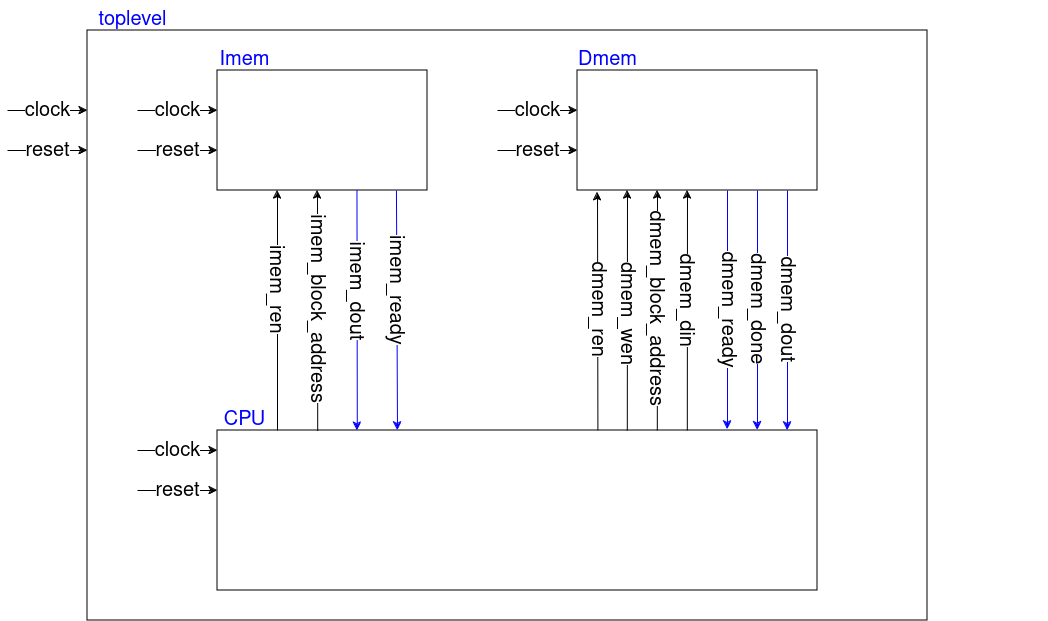 toplevel
Imem
Dmem
clock
clock
clock
reset
reset
reset
imem_ren
imem_block_address
imem_dout
imem_ready
dmem_ren
dmem_wen
dmem_block_address
dmem_din
dmem_ready
dmem_done
dmem_dout
CPU
clock
reset